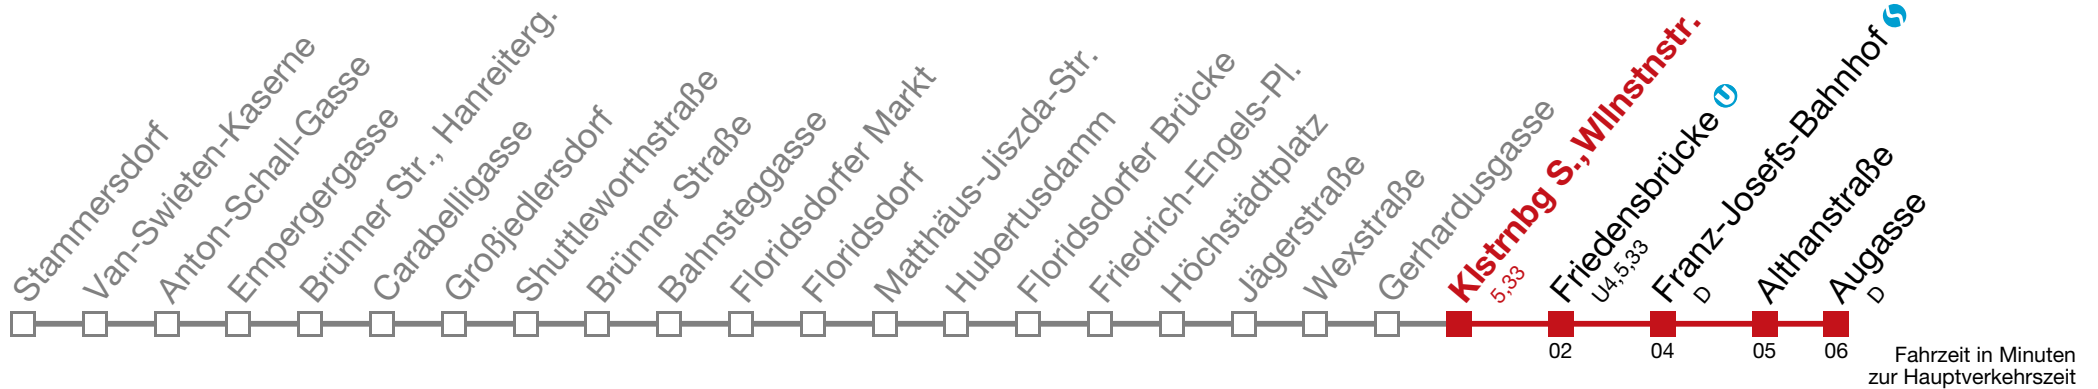 Stammersdorf
Van-Swieten-Kaserne
Anton-Schall-Gasse
Empergergasse
Brünner Str., Hanreiterg.
Carabelligasse
Großjedlersdorf
Shuttleworthstraße
Brünner Straße
Bahnsteggasse
Floridsdorfer Markt
Floridsdorf
Matthäus-Jiszda-Str.
Hubertusdamm
Floridsdorfer Brücke
Friedrich-Engels-Pl.
Höchstädtplatz
Jägerstraße
Wexstraße
Gerhardusgasse
Klstrnbg S.,Wllnstnstr.
5,33
Friedensbrücke U
U4,5,33
Franz-Josefs-Bahnhof S
D
Althanstraße
Augasse
D
02
04
05
06
Fahrzeit in Minuten
zur Hauptverkehrszeit